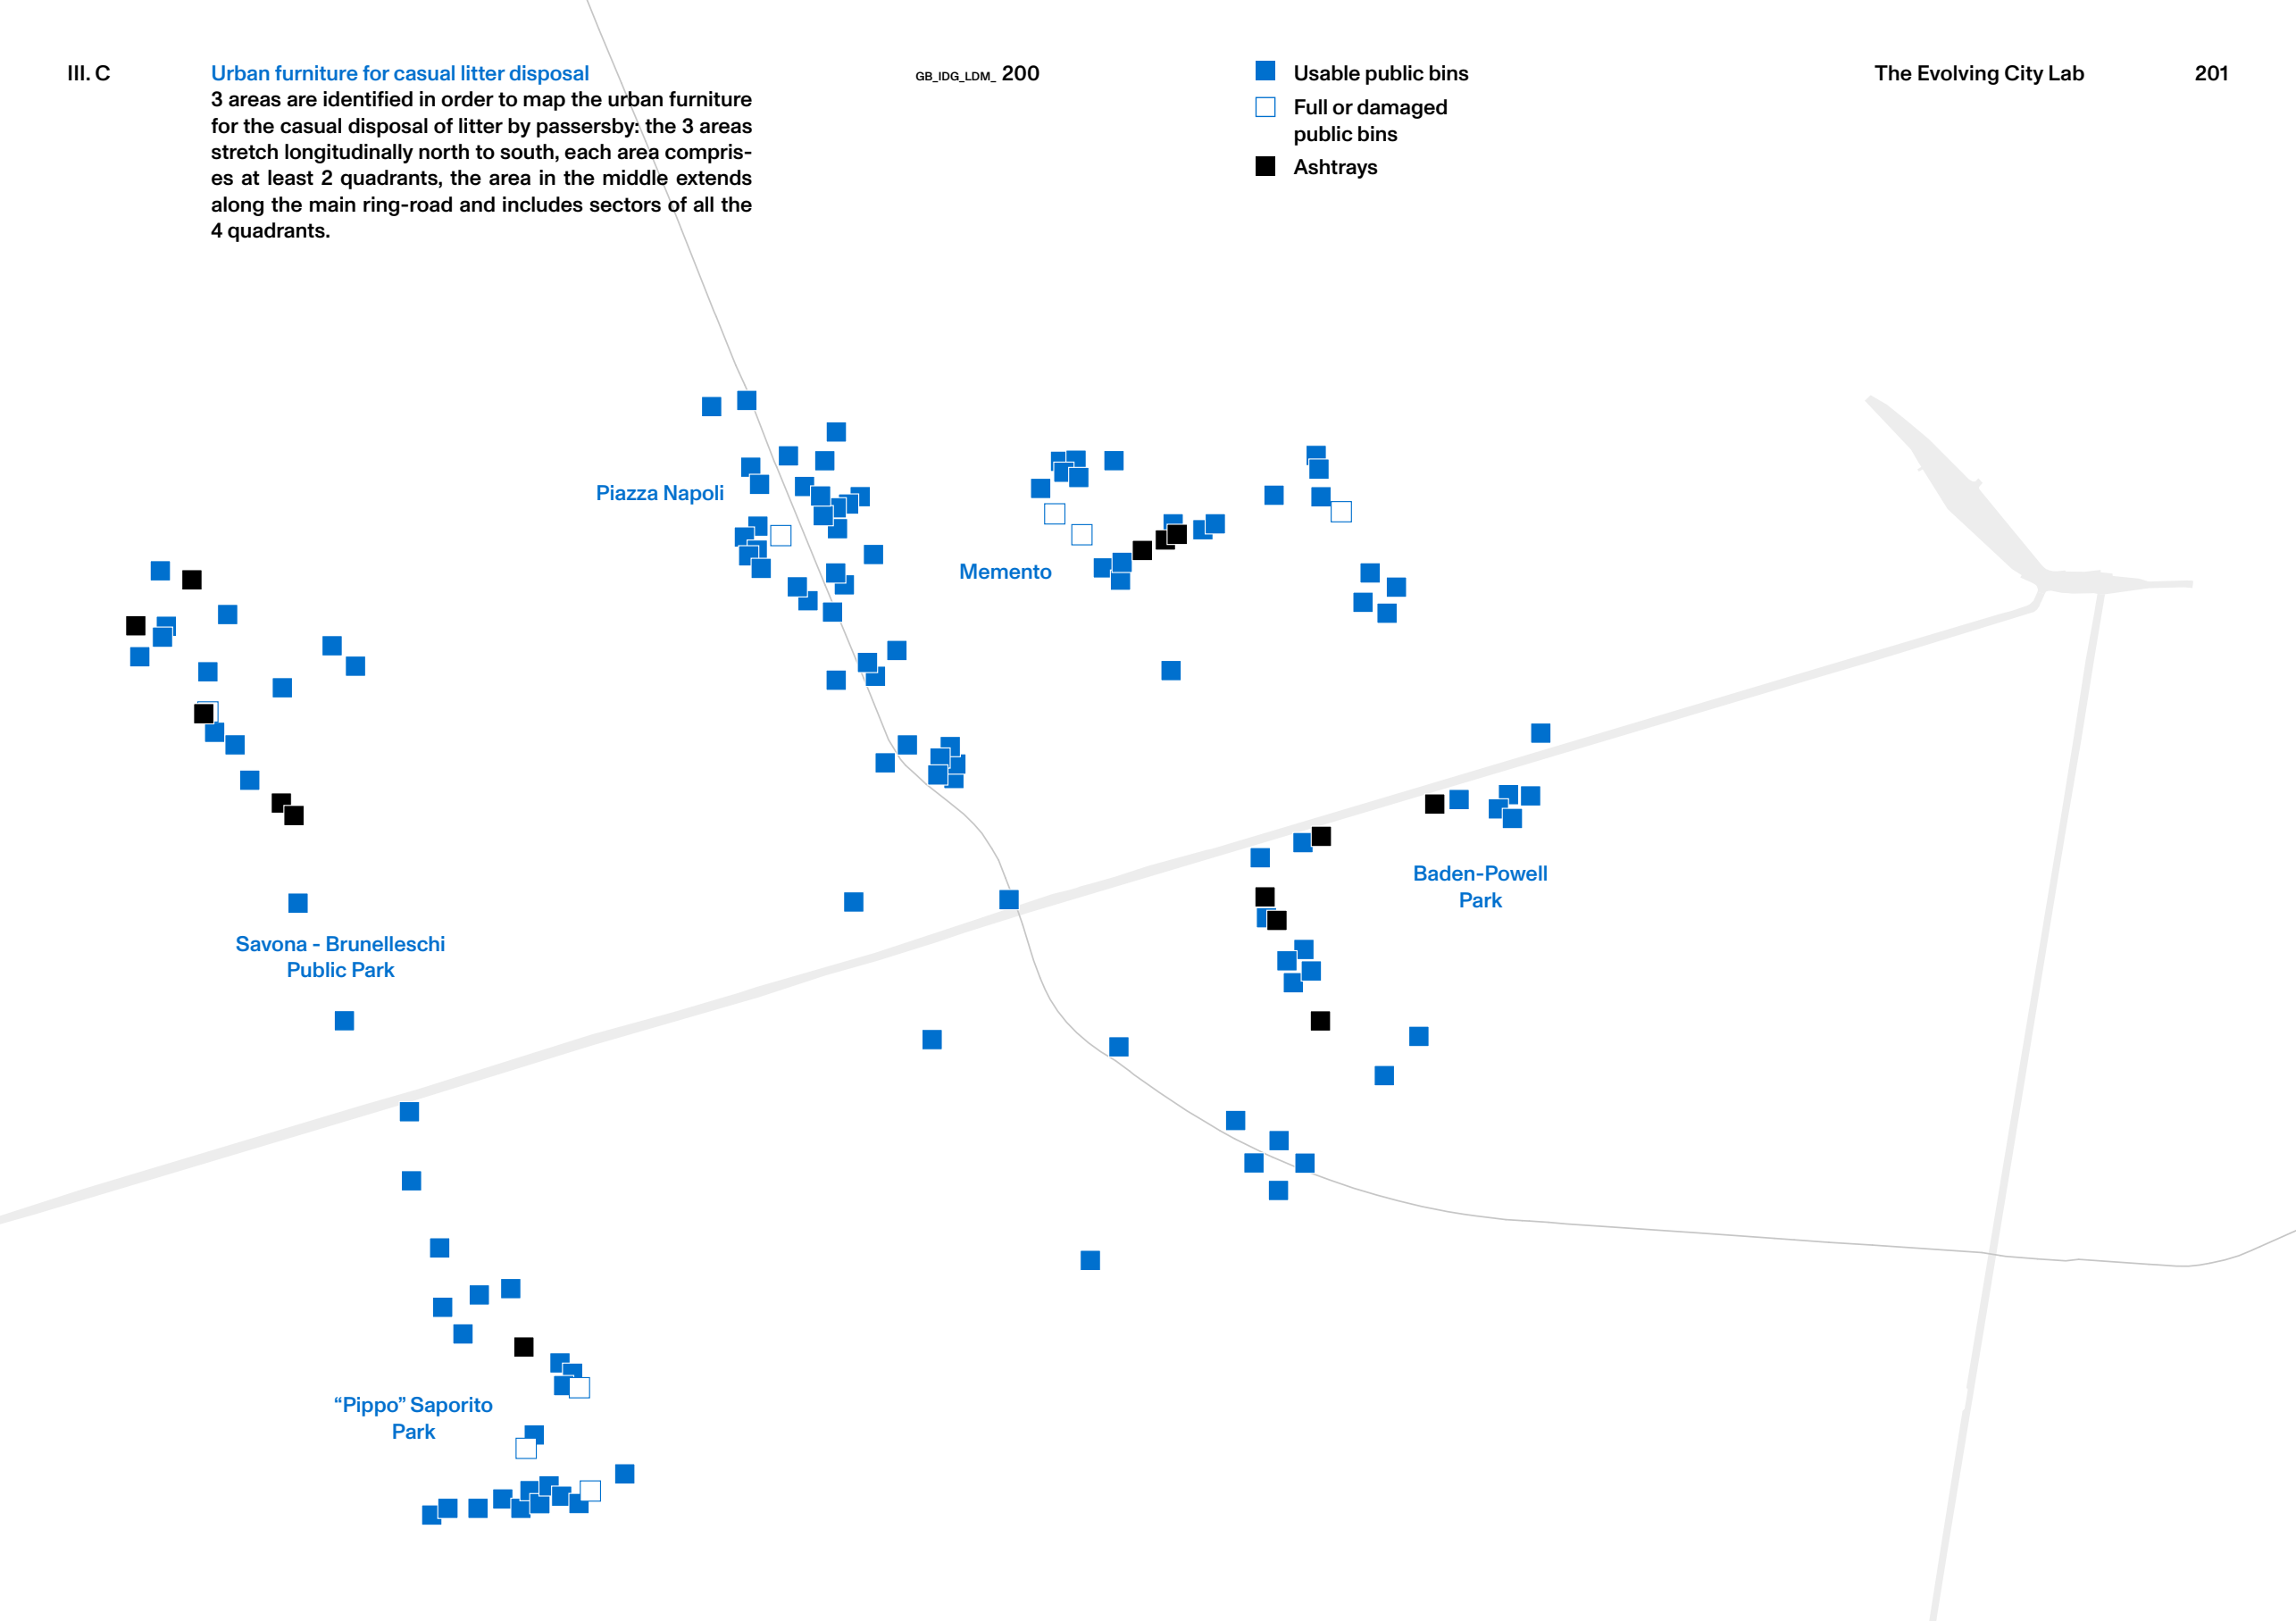 III. C
Urban furniture for casual litter disposal
3 areas are identified in order to map the urban furniture
for the casual disposal of litter by passersby: the 3 areas
stretch longitudinally north to south, each area compris-
es at least 2 quadrants, the area in the middle extends
along the main ring-road and includes sectors of all the
4 quadrants.
GB_IDG_LDM_ 200
Usable public bins
Full or damaged
public bins
Ashtrays
The Evolving City Lab
201
Piazza Napoli
Memento
Baden-Powell
Park
Savona - Brunelleschi
Public Park
“Pippo” Saporito
Park